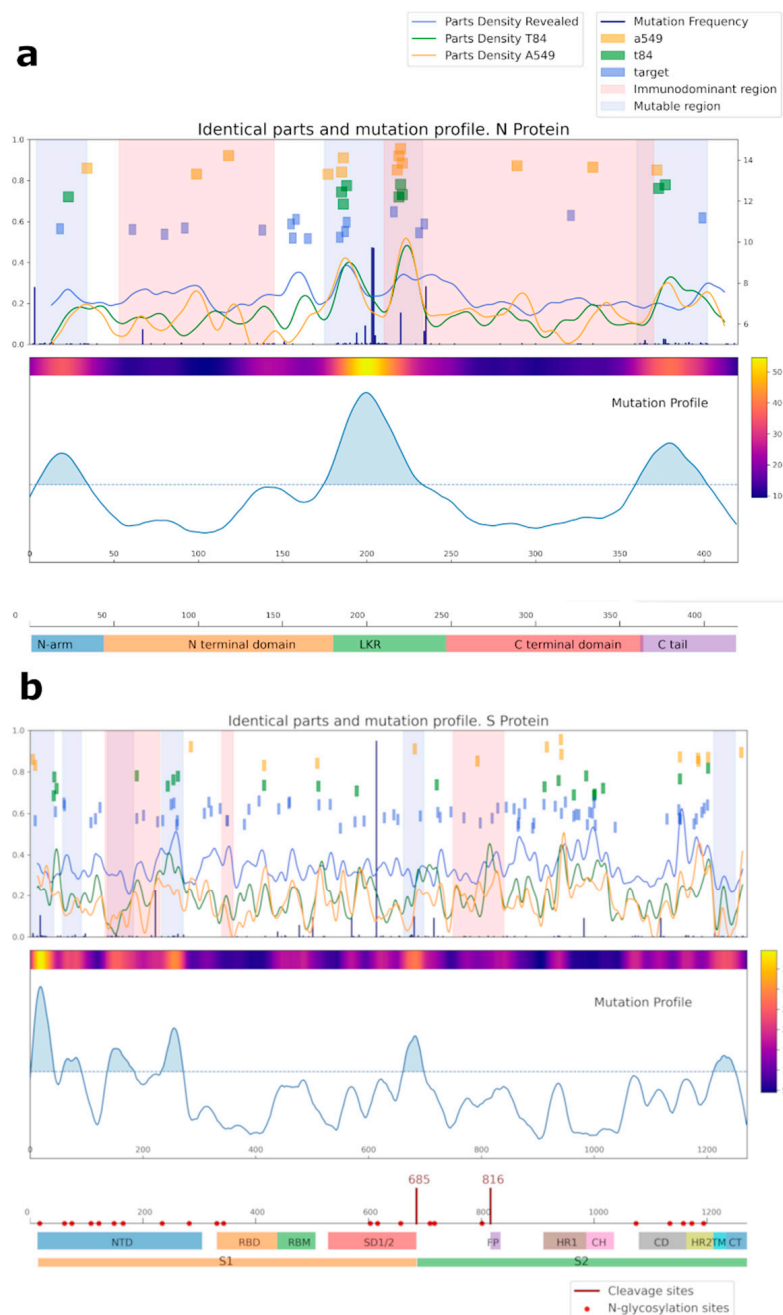 Parts Density Revealed
Parts Density T84
Parts Density A549
Mutation Frequency
a549
t84
target
Immunodominant region
Mutable region
a
Identical parts and mutation profile. N Protein
1.0
0.8
0.6
0.4
0.2
0.0
14
12
10
8
6
Mutation Profile
50
40
30
20
10
0 50 100 150 200 250 300 350 400
0 50 100 150 200 250 300 350 400
N-arm N terminal domain LKR C terminal domain C tail
b
Identical parts and mutation profile. S Protein
1.0
0.8
0.6
0.4
0.2
0.0
Mutation Profile
0 200 400 600 800 1000 1200
685 816
0 200 400 600 800 1000 1200
NTD RBD RBM SD1/2 FP HR1 CH CD HR2 TM CT
S1 S2
Cleavage sites
N-glycosylation sites